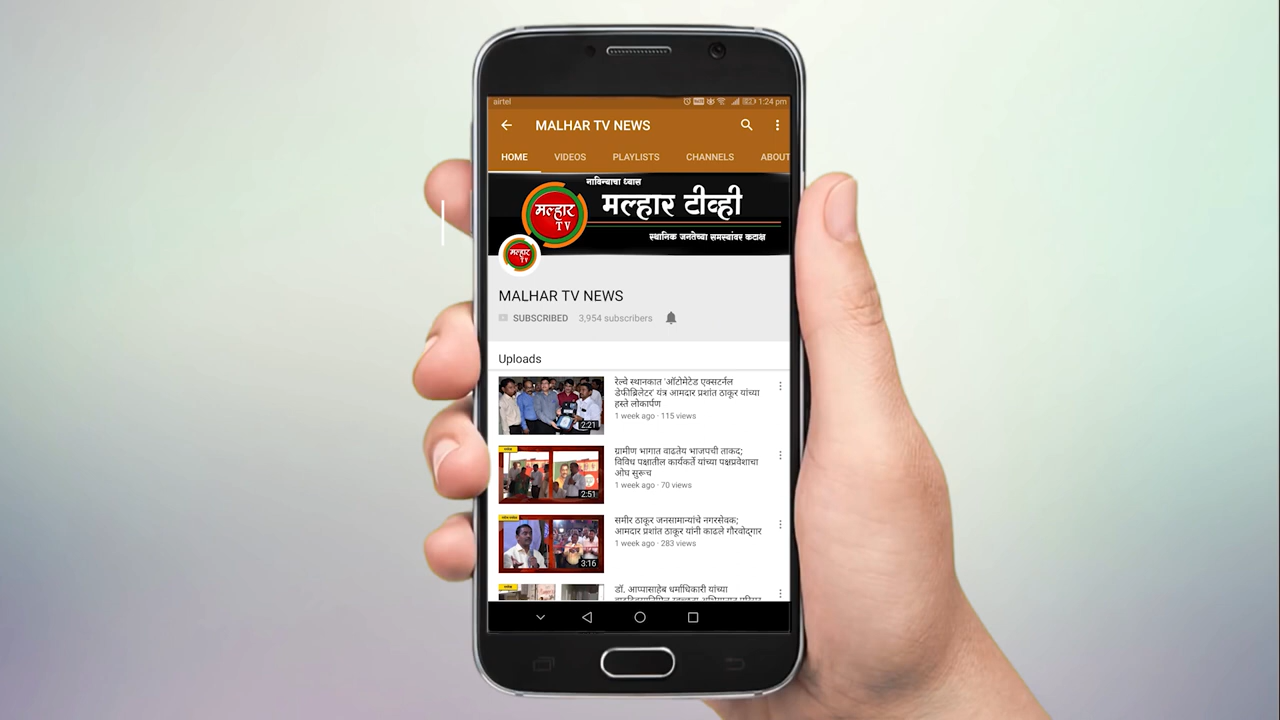 airtel 1:24 pm
MALHAR TV NEWS
HOME VIDEOS PLAYLISTS CHANNELS ABOUT
नाविन्याचा ध्यास
मल्हार टीव्ही
मल्हार
TV
स्थानिक जनतेच्या समस्यांवर कटाक्ष
मल्हार
TV
MALHAR TV NEWS
SUBSCRIBED 3,954 subscribers
Uploads
रेल्वे स्थानकात 'ऑटोमेटेड एक्सटर्नल
डेफीब्रिलेटर' यंत्र आमदार प्रशांत ठाकूर यांच्या
हस्ते लोकार्पण
1 week ago · 115 views
2:21
ग्रामीण भागात वाढतेय भाजपची ताकद;
विविध पक्षातील कार्यकर्ते यांच्या पक्षप्रवेशाचा
ओघ सुरूच
1 week ago · 70 views
2:51
समीर ठाकूर जनसामान्यांचे नगरसेवक;
आमदार प्रशांत ठाकूर यांनी काढले गौरवोद्गार
1 week ago · 283 views
3:16
डॉ. आप्पासाहेब धर्माधिकारी यांच्या